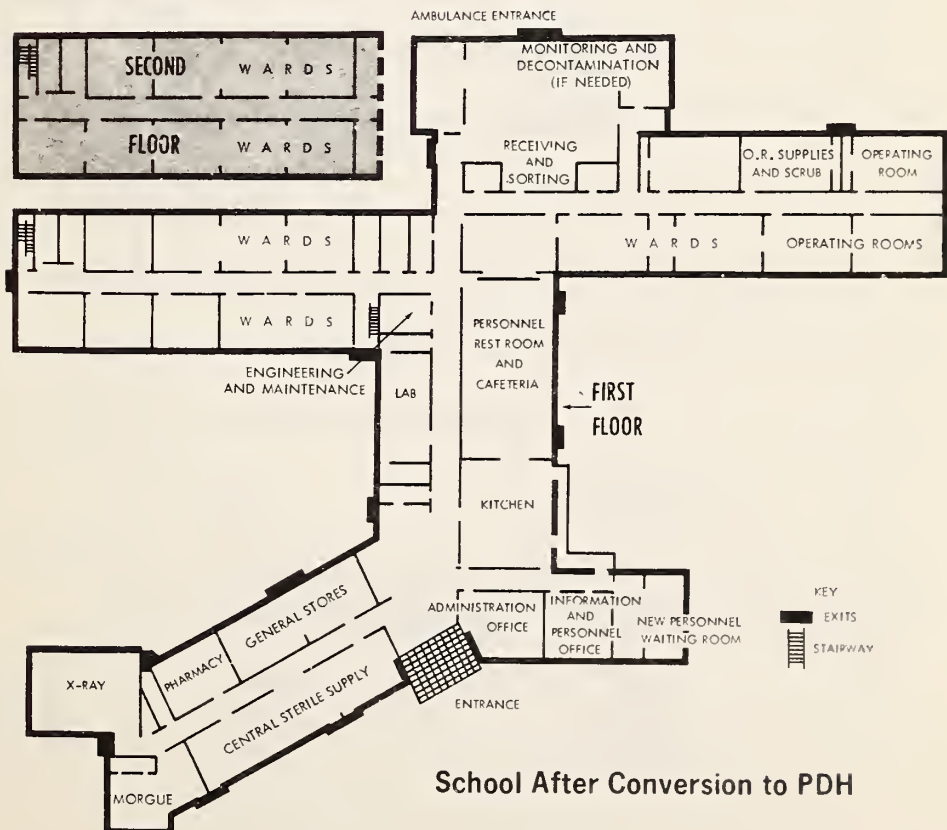 AMBULANCE ENTRANCE
SECOND
WARDS
FLOOR
WARDS
MONITORING AND
DECONTAMINATION
(IF NEEDED)
RECEIVING
AND
SORTING
O.R. SUPPLIES
AND SCRUB
OPERATING
ROOM
WARDS
WARDS
OPERATING ROOMS
WARDS
ENGINEERING
AND MAINTENANCE
PERSONNEL
REST ROOM
AND
CAFETERIA
LAB
FIRST
FLOOR
KITCHEN
GENERAL STORES
PHARMACY
ADMINISTRATION
OFFICE
INFORMATION
AND
PERSONNEL
OFFICE
NEW PERSONNEL
WAITING ROOM
KEY
EXITS
STAIRWAY
X-RAY
CENTRAL STERILE SUPPLY
ENTRANCE
MORGUE
School After Conversion to PDH